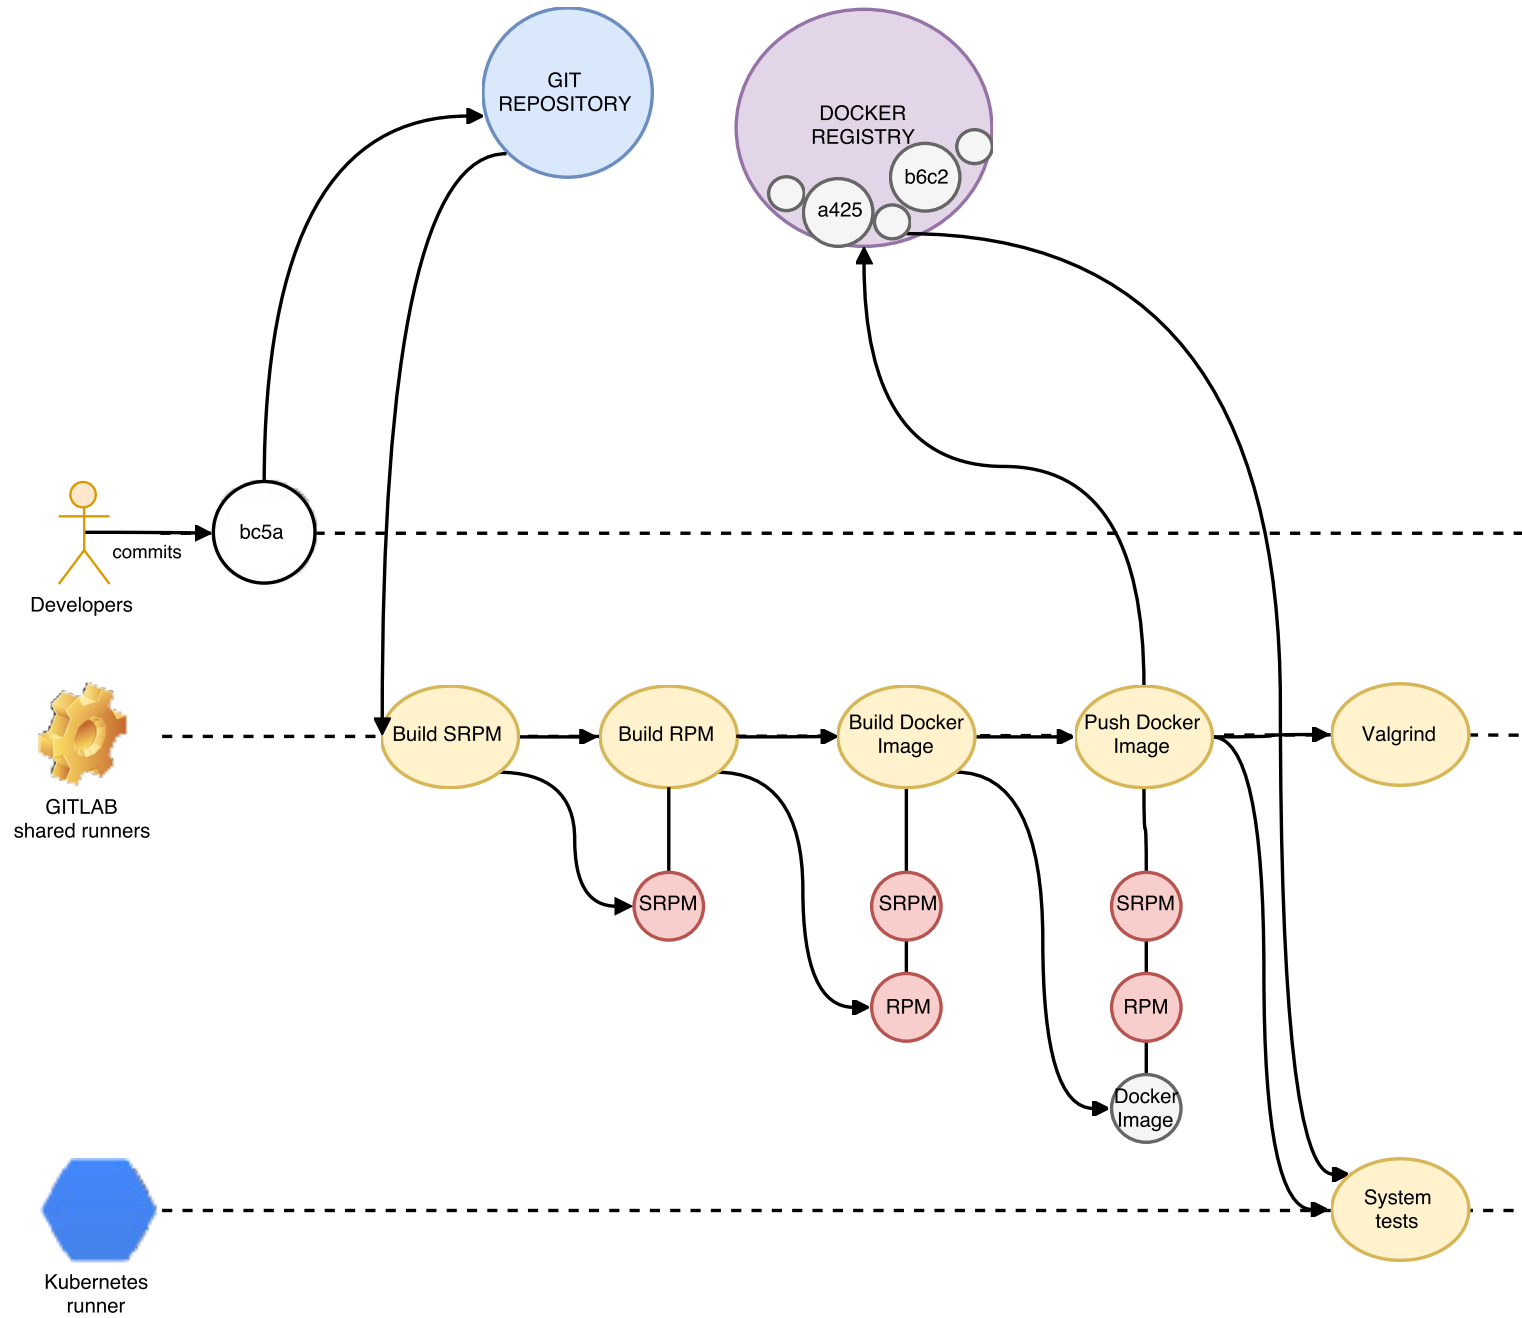 GIT
REPOSITORY
DOCKER
REGISTRY
b6c2
a425
bc5a
commits
Developers
Build SRPM
Build RPM
Build Docker
Image
Push Docker
Image
Valgrind
GITLAB
shared runners
SRPM
SRPM
SRPM
RPM
RPM
Docker
Image
System
tests
Kubernetes
runner